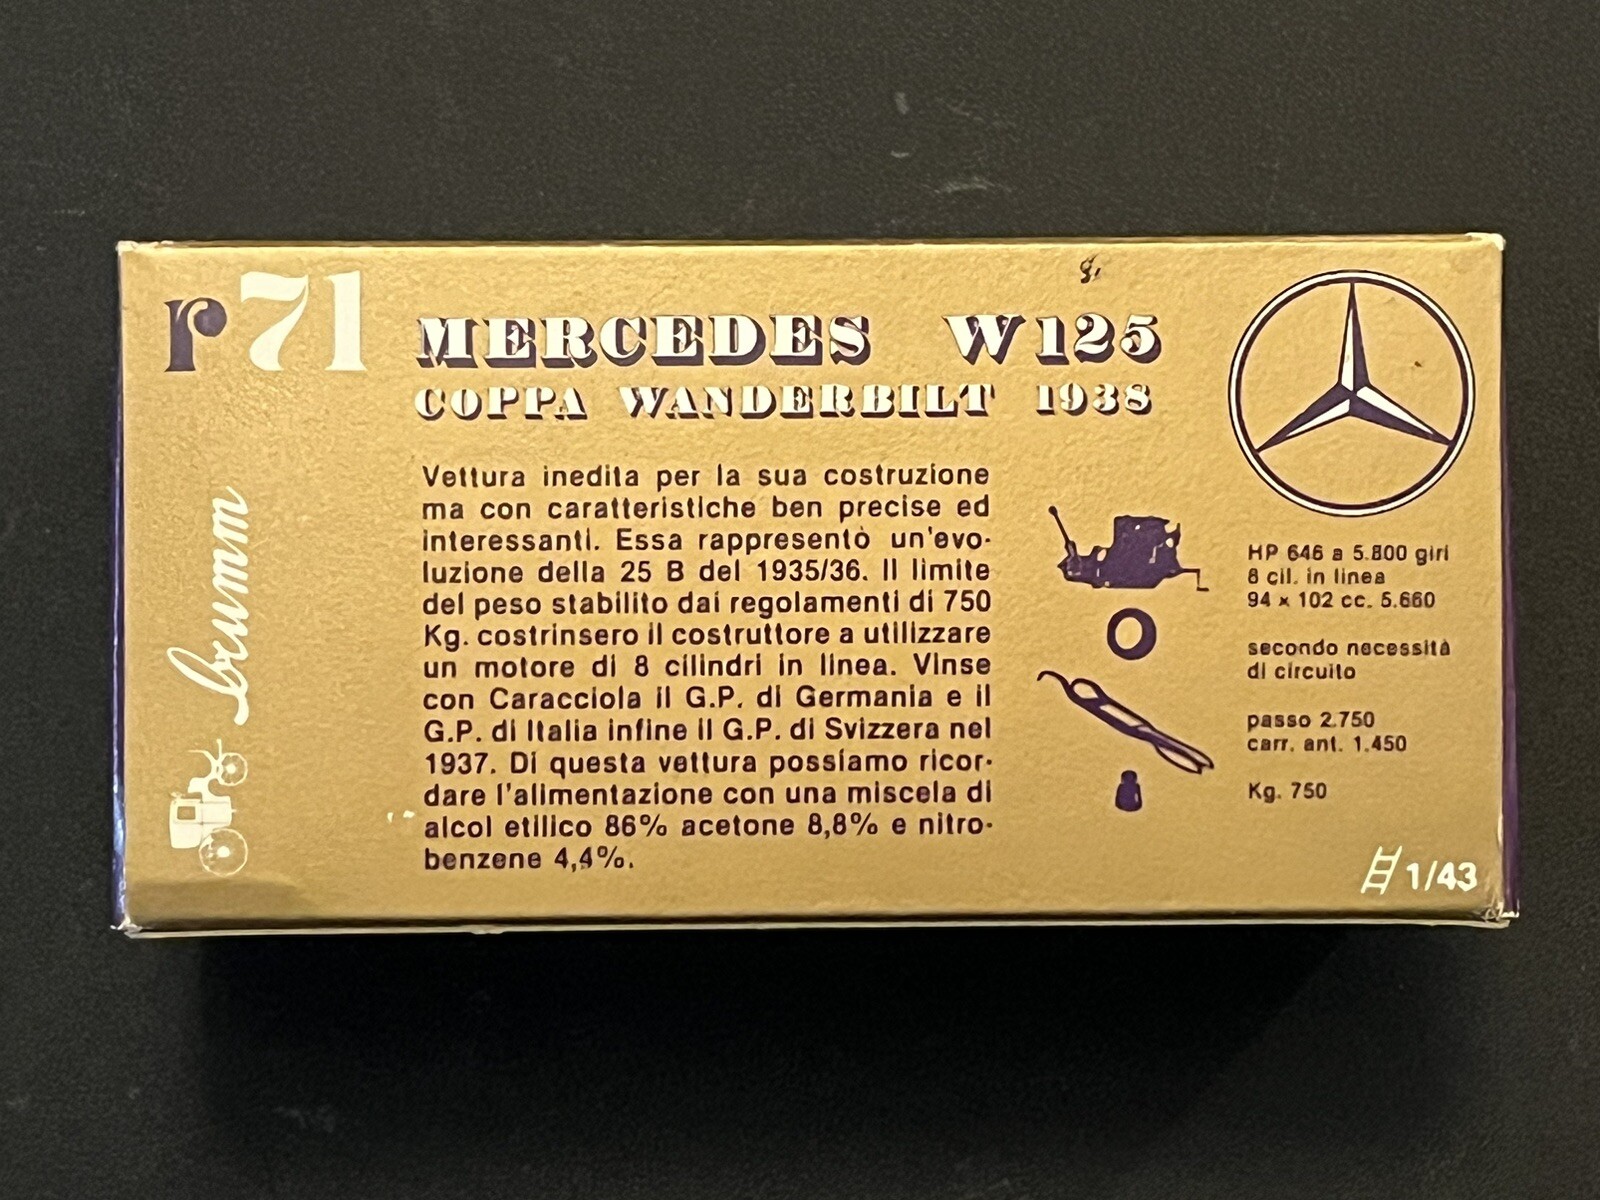 r71
MERCEDES W125
COPPA WANDERBILT 1938
brumm
Vettura inedita per la sua costruzione
ma con caratteristiche ben precise ed
interessanti. Essa rappresentò un'evo-
luzione della 25 B del 1935/36. Il limite
del peso stabilito dai regolamenti di 750
Kg. costrinsero il costruttore a utilizzare
un motore di 8 cilindri in linea. Vinse
con Caracciola il G.P. di Germania e il
G.P. di Italia infine il G.P. di Svizzera nel
1937. Di questa vettura possiamo ricor-
dare l'alimentazione con una miscela di
alcol etilico 86% acetone 8,8% e nitro-
benzene 4,4%.
HP 646 a 5.800 giri
8 cil. in linea
94 x 102 cc. 5.660
secondo necessità
di circuito
passo 2.750
carr. ant. 1.450
Kg. 750
1/43